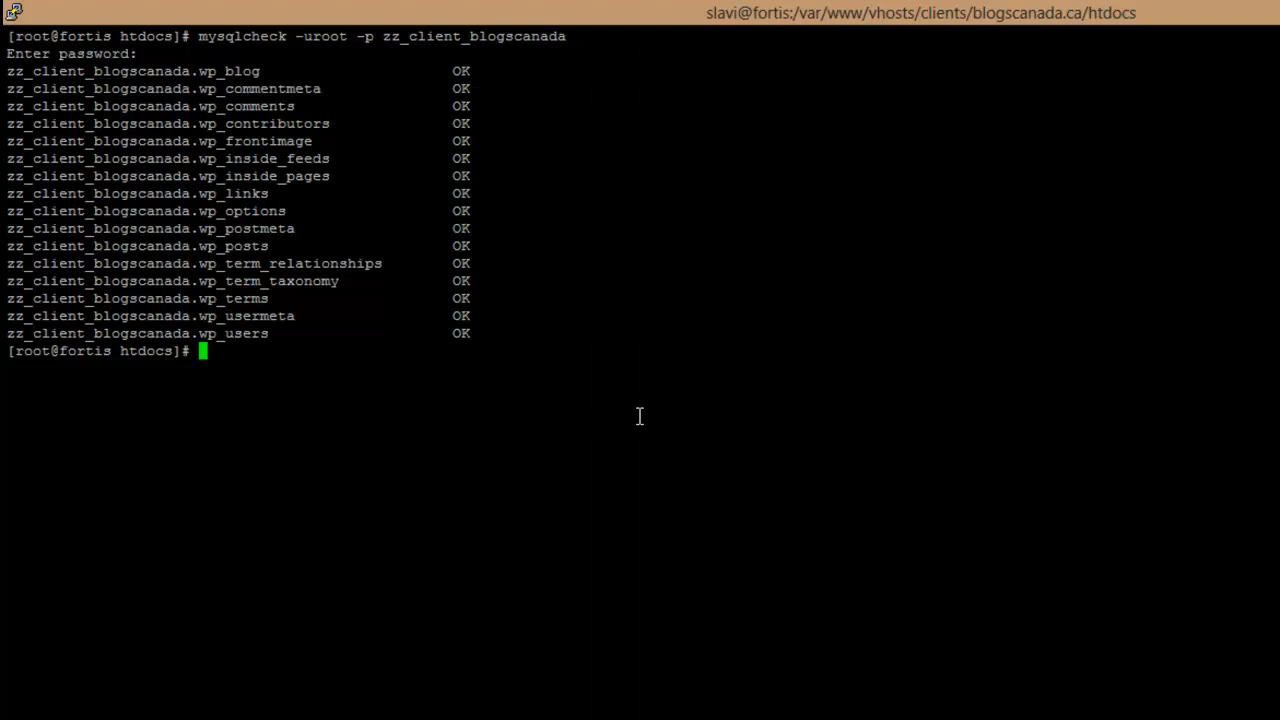 slavi@fortis:/var/www/vhosts/clients/blogscanada.ca/htdocs
[root@fortis htdocs]# mysqlcheck -uroot -p zz_client_blogscanada
Enter password:
zz_client_blogscanada.wp_blog OK
zz_client_blogscanada.wp_commentmeta OK
zz_client_blogscanada.wp_comments OK
zz_client_blogscanada.wp_contributors OK
zz_client_blogscanada.wp_frontimage OK
zz_client_blogscanada.wp_inside_feeds OK
zz_client_blogscanada.wp_inside_pages OK
zz_client_blogscanada.wp_links OK
zz_client_blogscanada.wp_options OK
zz_client_blogscanada.wp_postmeta OK
zz_client_blogscanada.wp_posts OK
zz_client_blogscanada.wp_term_relationships OK
zz_client_blogscanada.wp_term_taxonomy OK
zz_client_blogscanada.wp_terms OK
zz_client_blogscanada.wp_usermeta OK
zz_client_blogscanada.wp_users OK
[root@fortis htdocs]#